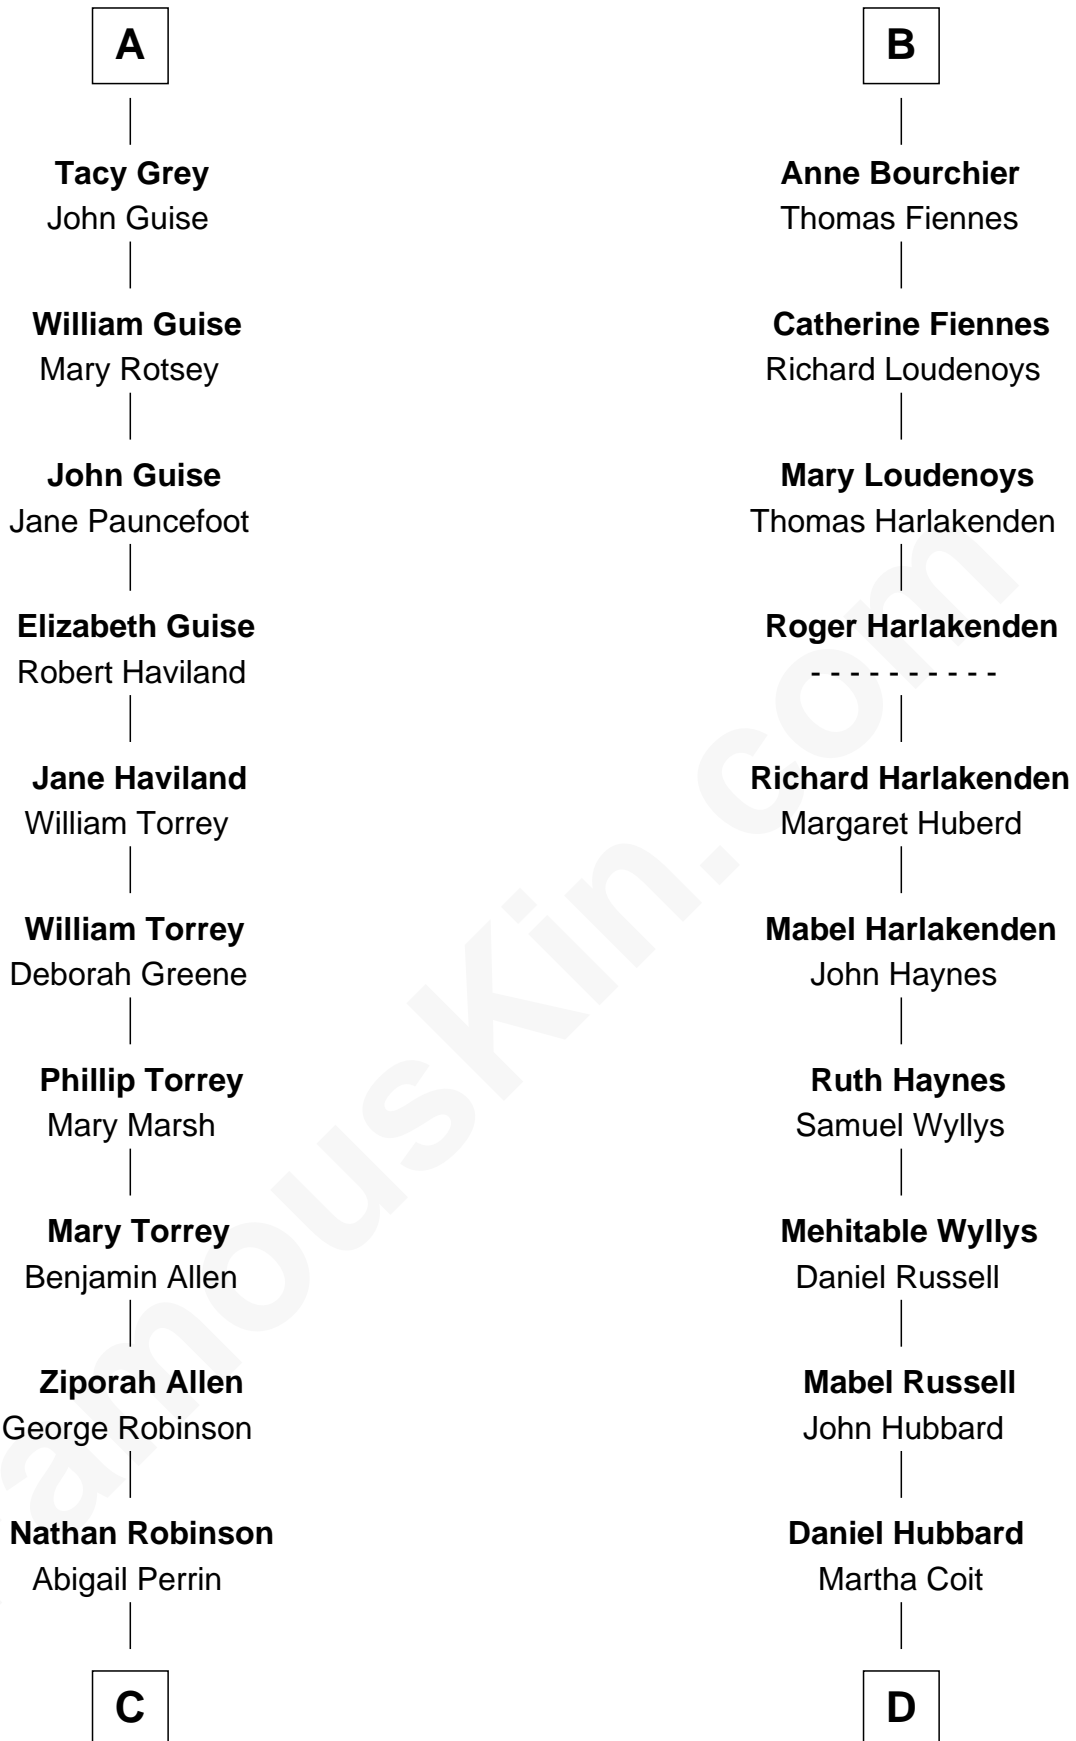 A
Tacy Grey
John Guise
William Guise
Mary Rotsey
John Guise
Jane Pauncefoot
Elizabeth Guise
Robert Haviland
Jane Haviland
William Torrey
William Torrey
Deborah Greene
Phillip Torrey
Mary Marsh
Mary Torrey
Benjamin Allen
Ziporah Allen
George Robinson
Nathan Robinson
Abigail Perrin
C
B
Anne Bourchier
Thomas Fiennes
Catherine Fiennes
Richard Loudenoys
Mary Loudenoys
Thomas Harlakenden
Roger Harlakenden
- - - - - - - - - -
Richard Harlakenden
Margaret Huberd
Mabel Harlakenden
John Haynes
Ruth Haynes
Samuel Wyllys
Mehitable Wyllys
Daniel Russell
Mabel Russell
John Hubbard
Daniel Hubbard
Martha Coit
D
amouskin.com